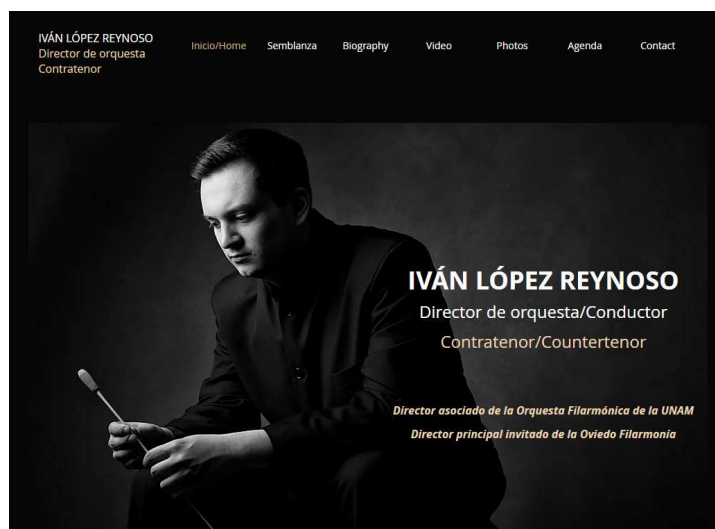 IVÁN LÓPEZ REYNOSO
Director de orquesta
Contratenor
Inicio/Home Semblanza Biography Video Photos Agenda Contact
IVÁN LÓPEZ REYNOSO
Director de orquesta/Conductor
Contratenor/Countertenor
Director asociado de la Orquesta Filarmónica de la UNAM
Director principal invitado de la Oviedo Filarmonía